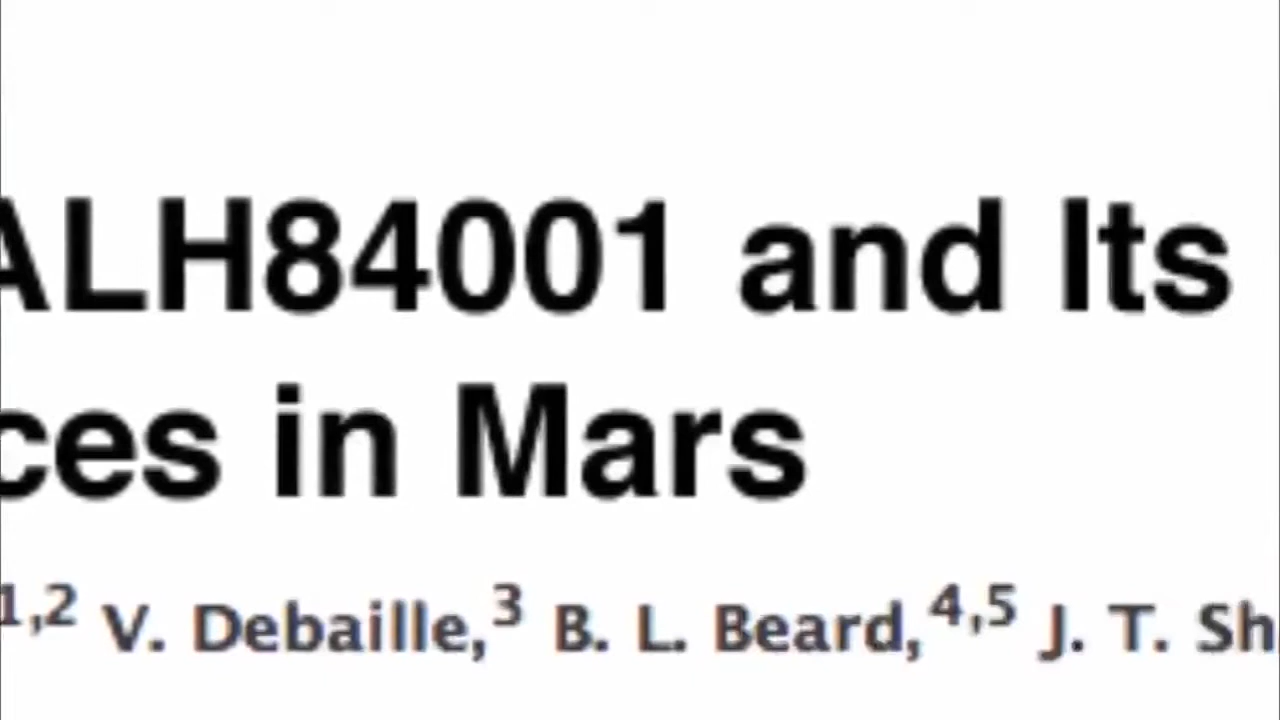 ALH84001 and Its
ces in Mars
1,2 V. Debaille,3 B. L. Beard,4,5 J. T. Sh